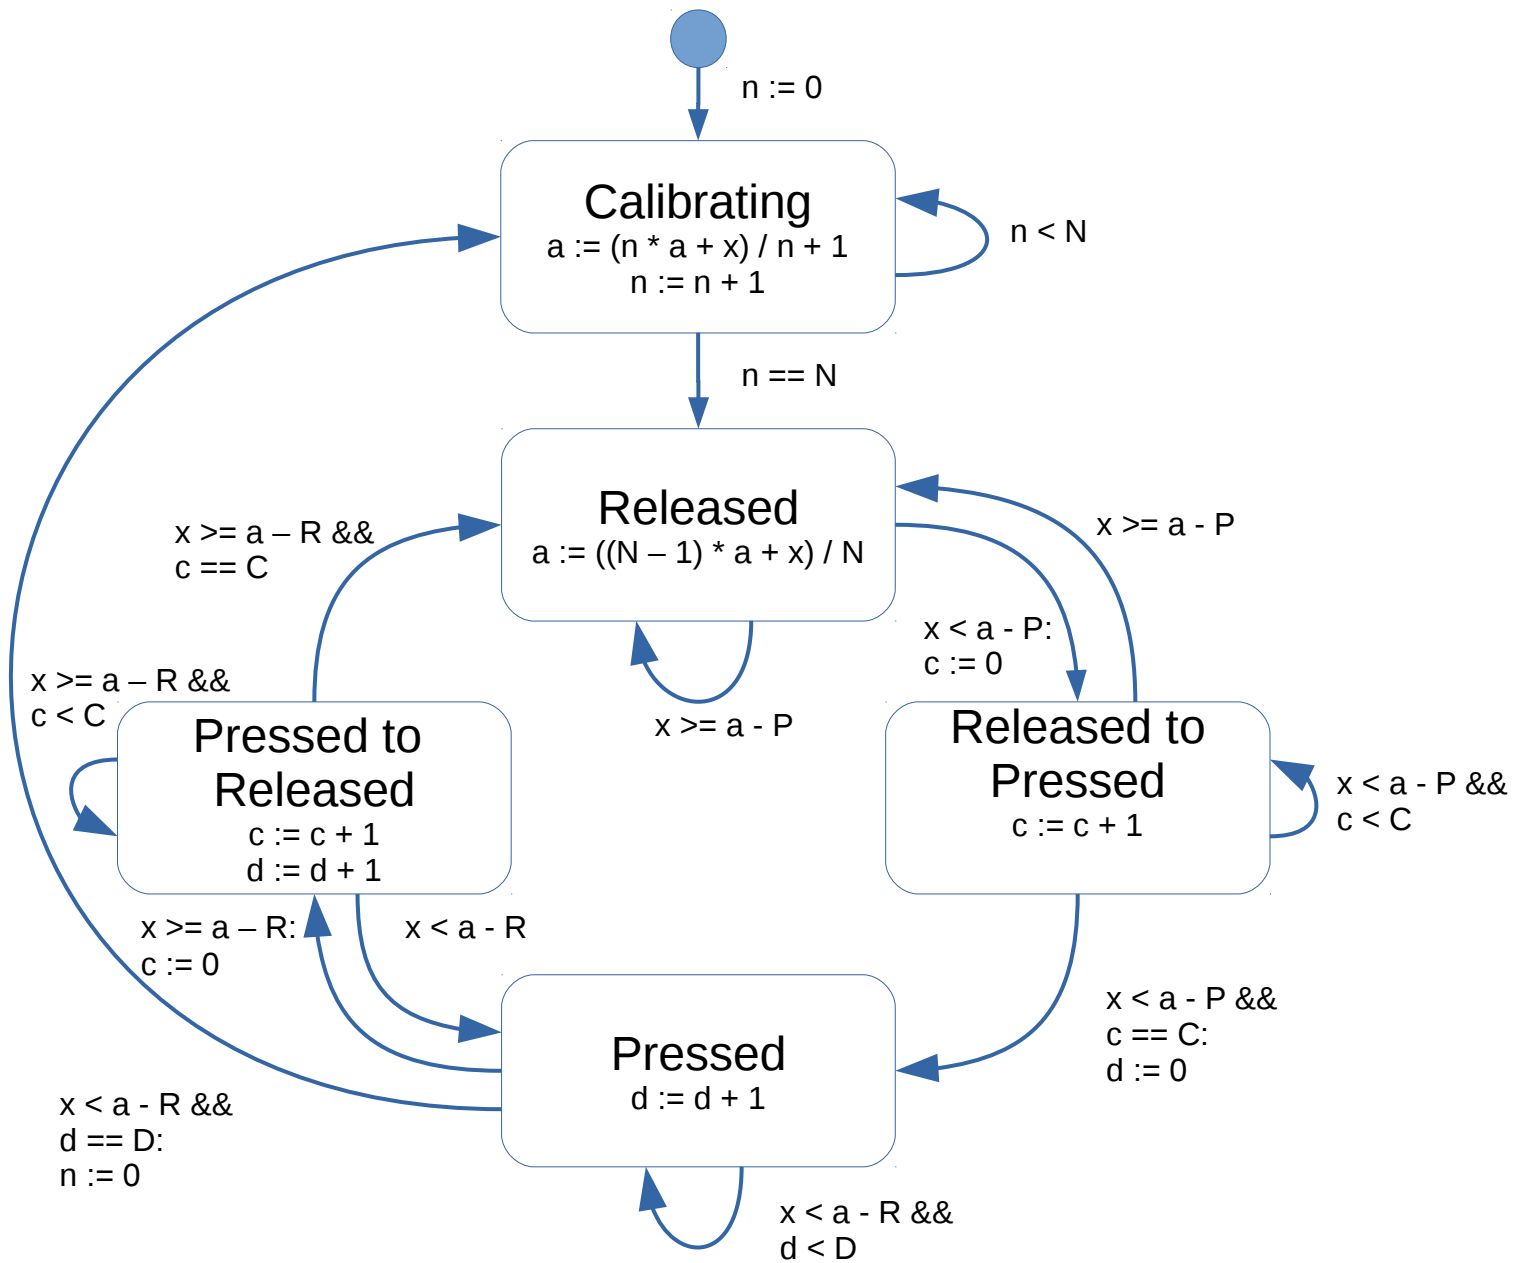 n := 0
Calibrating
a := (n * a + x) / n + 1
n := n + 1
n < N
n == N
Released
a := ((N – 1) * a + x) / N
x >= a – R &&
c == C
x >= a - P
x < a - P:
c := 0
x >= a - P
x >= a – R &&
c < C
Pressed to
Released
c := c + 1
d := d + 1
Released to
Pressed
c := c + 1
x < a - P &&
c < C
x >= a – R:
c := 0
x < a - R
Pressed
d := d + 1
x < a - P &&
c == C:
d := 0
x < a - R &&
d == D:
n := 0
x < a - R &&
d < D